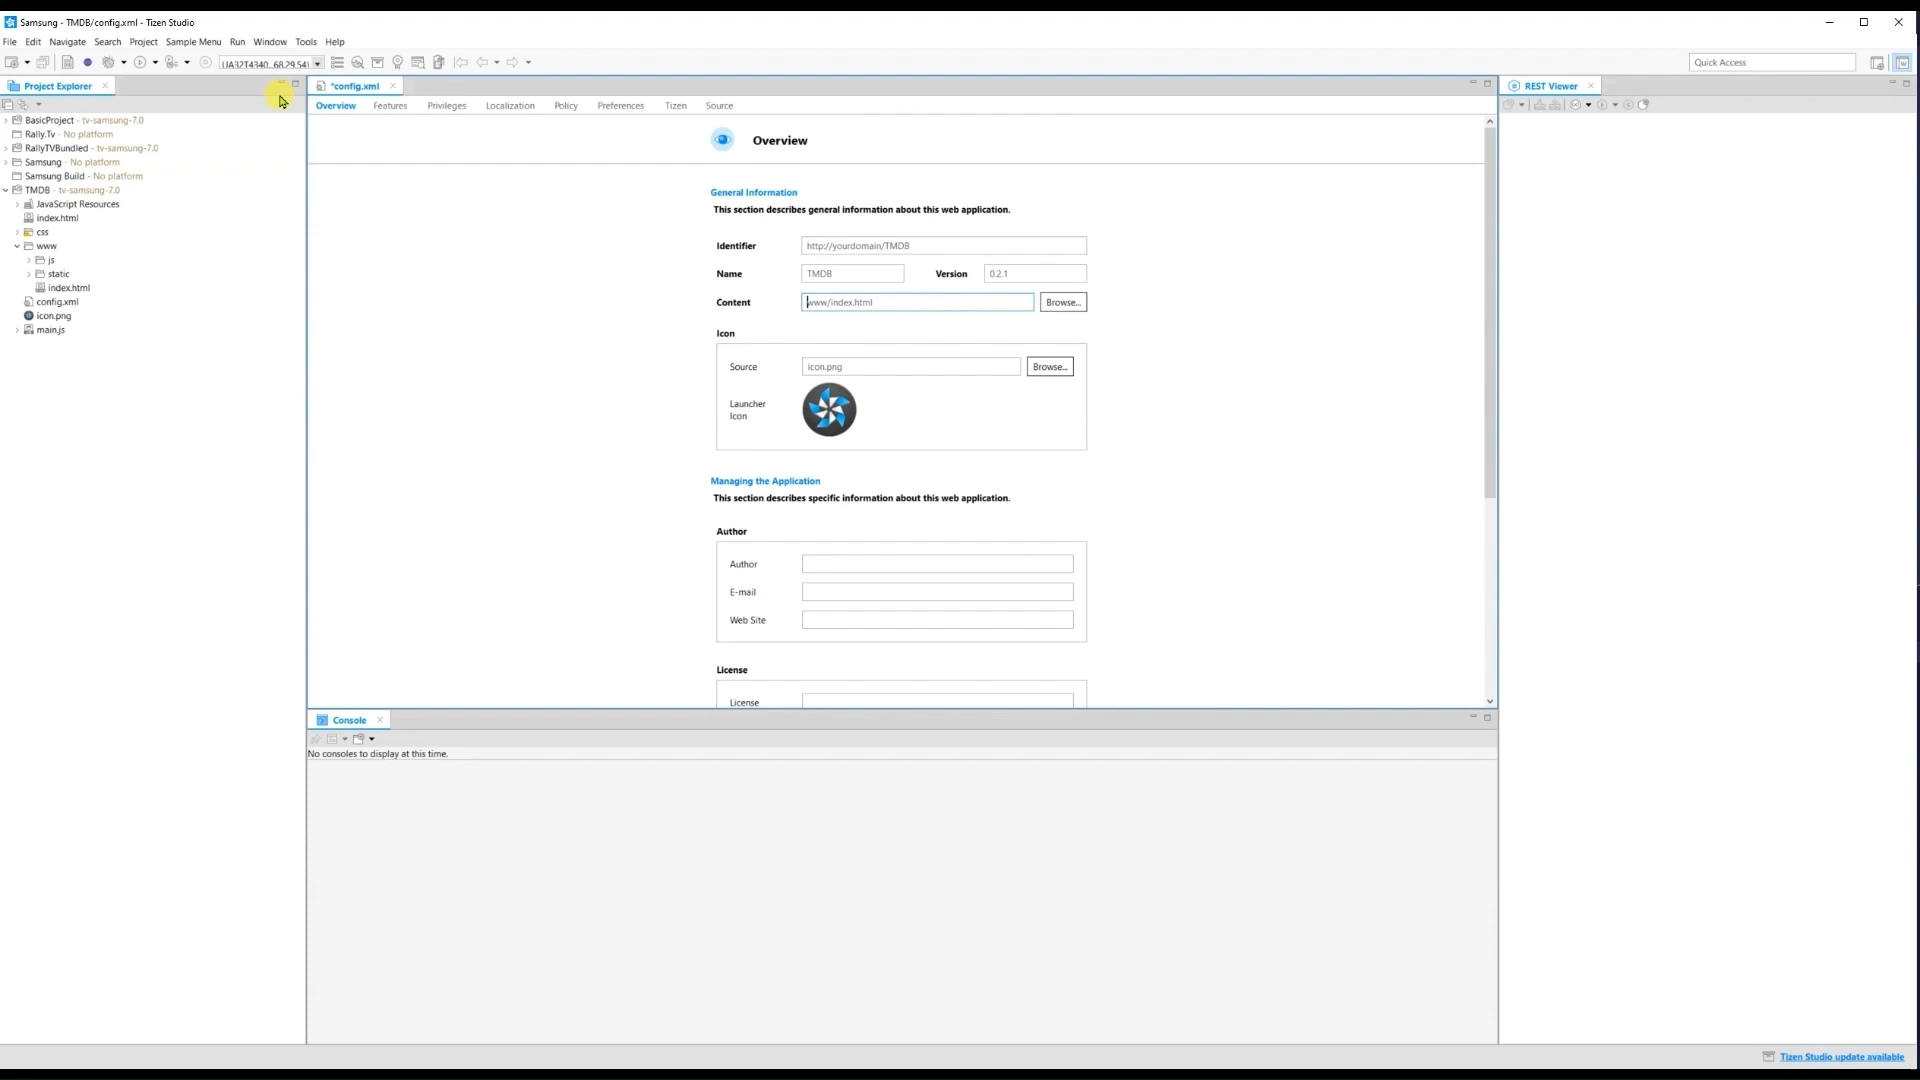 Samsung - TMDB/config.xml - Tizen Studio
File Edit Navigate Search Project Sample Menu Run Window Tools Help
UA32T4340 68.29.54)
Quick Access
Project Explorer
*config.xml
REST Viewer
Overview Features Privileges Localization Policy Preferences Tizen Source
BasicProject - tv-samsung-7.0
Rally.Tv - No platform
RallyTVBundled - tv-samsung-7.0
Samsung - No platform
Samsung Build - No platform
TMDB - tv-samsung-7.0
JavaScript Resources
index.html
css
www
js
static
index.html
config.xml
icon.png
main.js
Overview
General Information
This section describes general information about this web application.
Identifier http://yourdomain/TMDB
Name TMDB Version 0.2.1
Content www/index.html Browse...
Icon
Source icon.png Browse...
Launcher
Icon
Managing the Application
This section describes specific information about this web application.
Author
Author
E-mail
Web Site
License
License
Console
No consoles to display at this time.
Tizen Studio update available